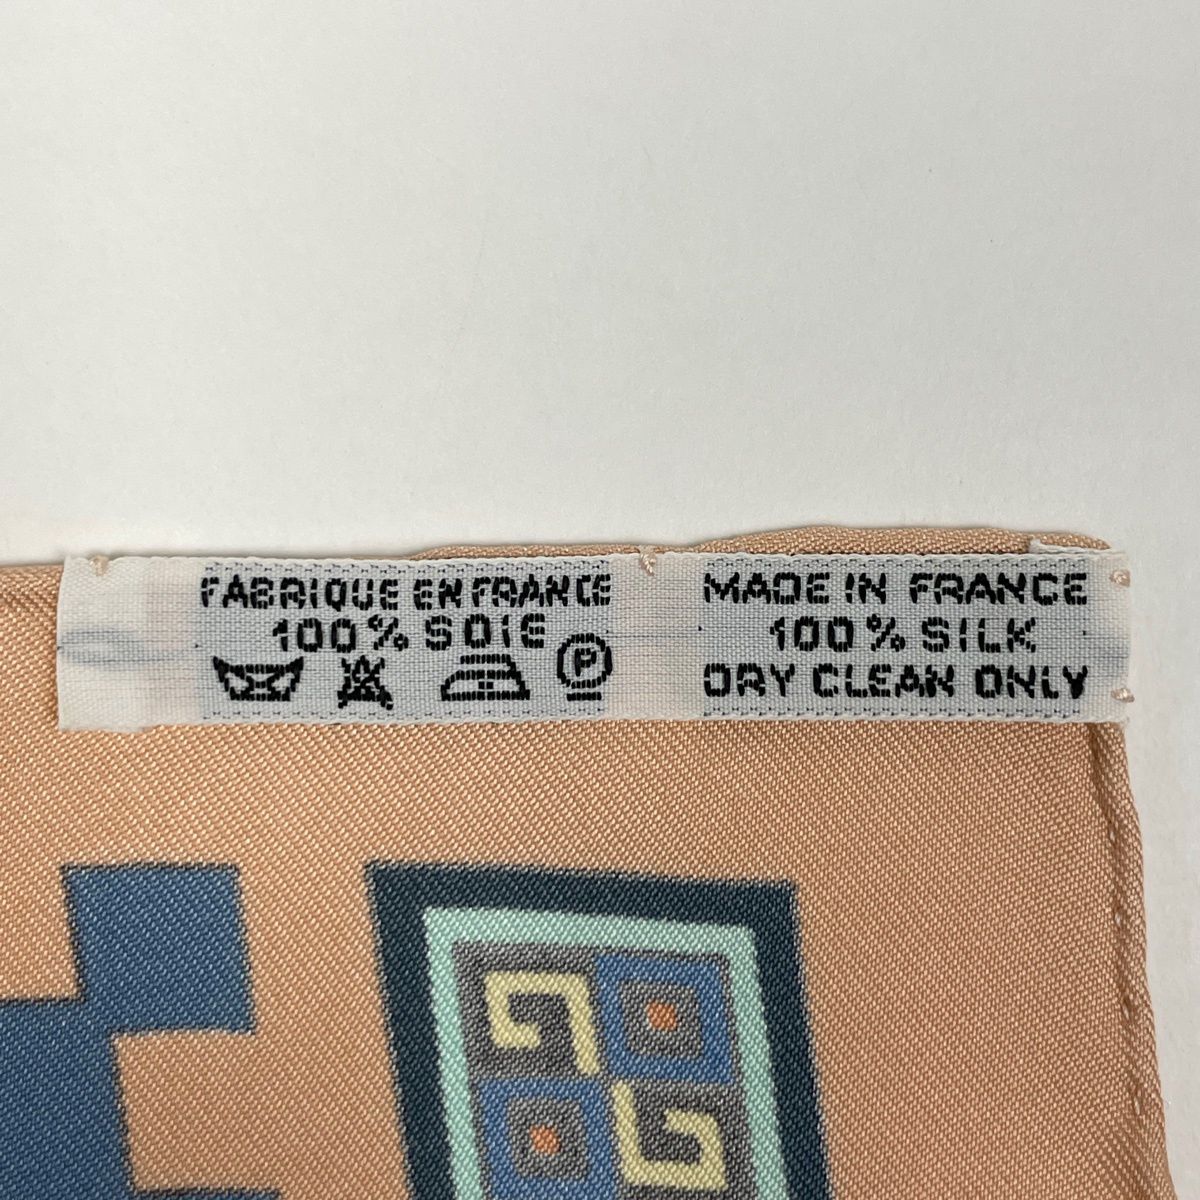 FABRIQUE EN FRANCE
100% SOIE
P
MADE IN FRANCE
100% SILK
DRY CLEAN ONLY